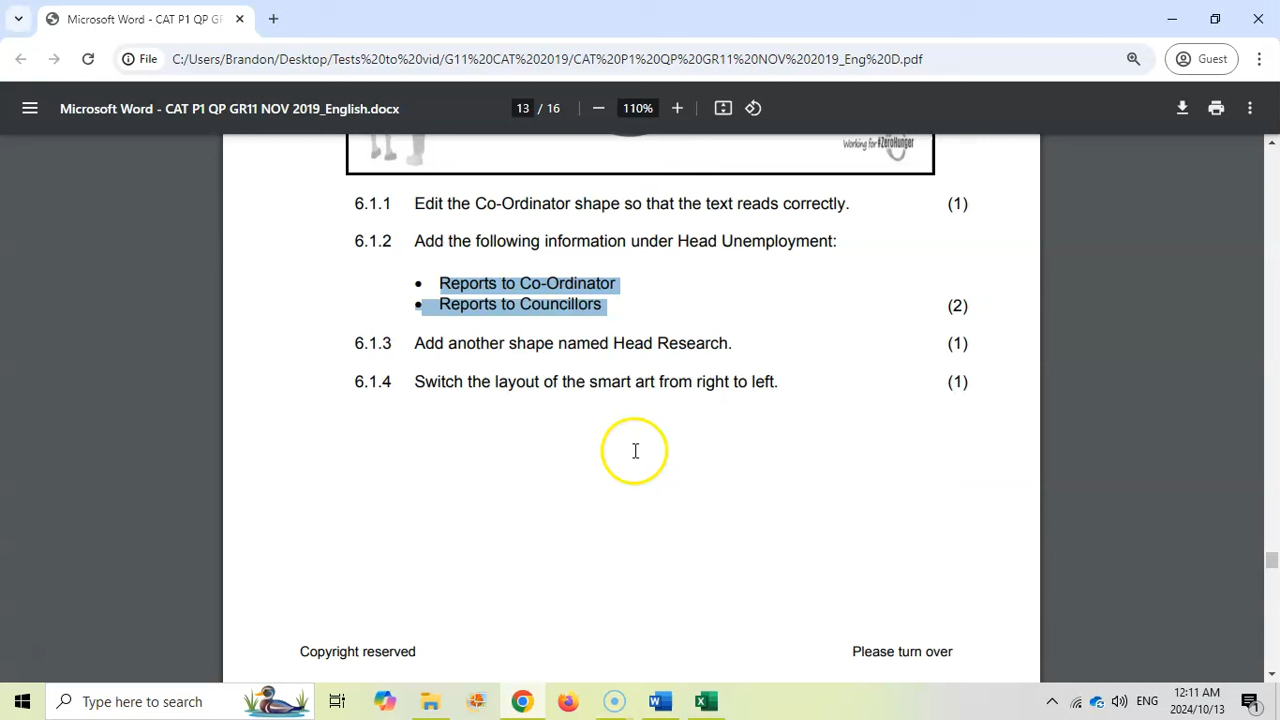 Microsoft Word - CAT P1 QP GR
File C:/Users/Brandon/Desktop/Tests%20to%20vid/G11%20CAT%202019/CAT%20P1%20QP%20GR11%20NOV%202019_Eng%20D.pdf Guest
Microsoft Word - CAT P1 QP GR11 NOV 2019_English.docx 13 / 16 110%
Working for #ZeroHunger
6.1.1 Edit the Co-Ordinator shape so that the text reads correctly. (1)
6.1.2 Add the following information under Head Unemployment:
• Reports to Co-Ordinator
• Reports to Councillors (2)
6.1.3 Add another shape named Head Research. (1)
6.1.4 Switch the layout of the smart art from right to left. (1)
Copyright reserved Please turn over
Type here to search ENG 12:11 AM
2024/10/13